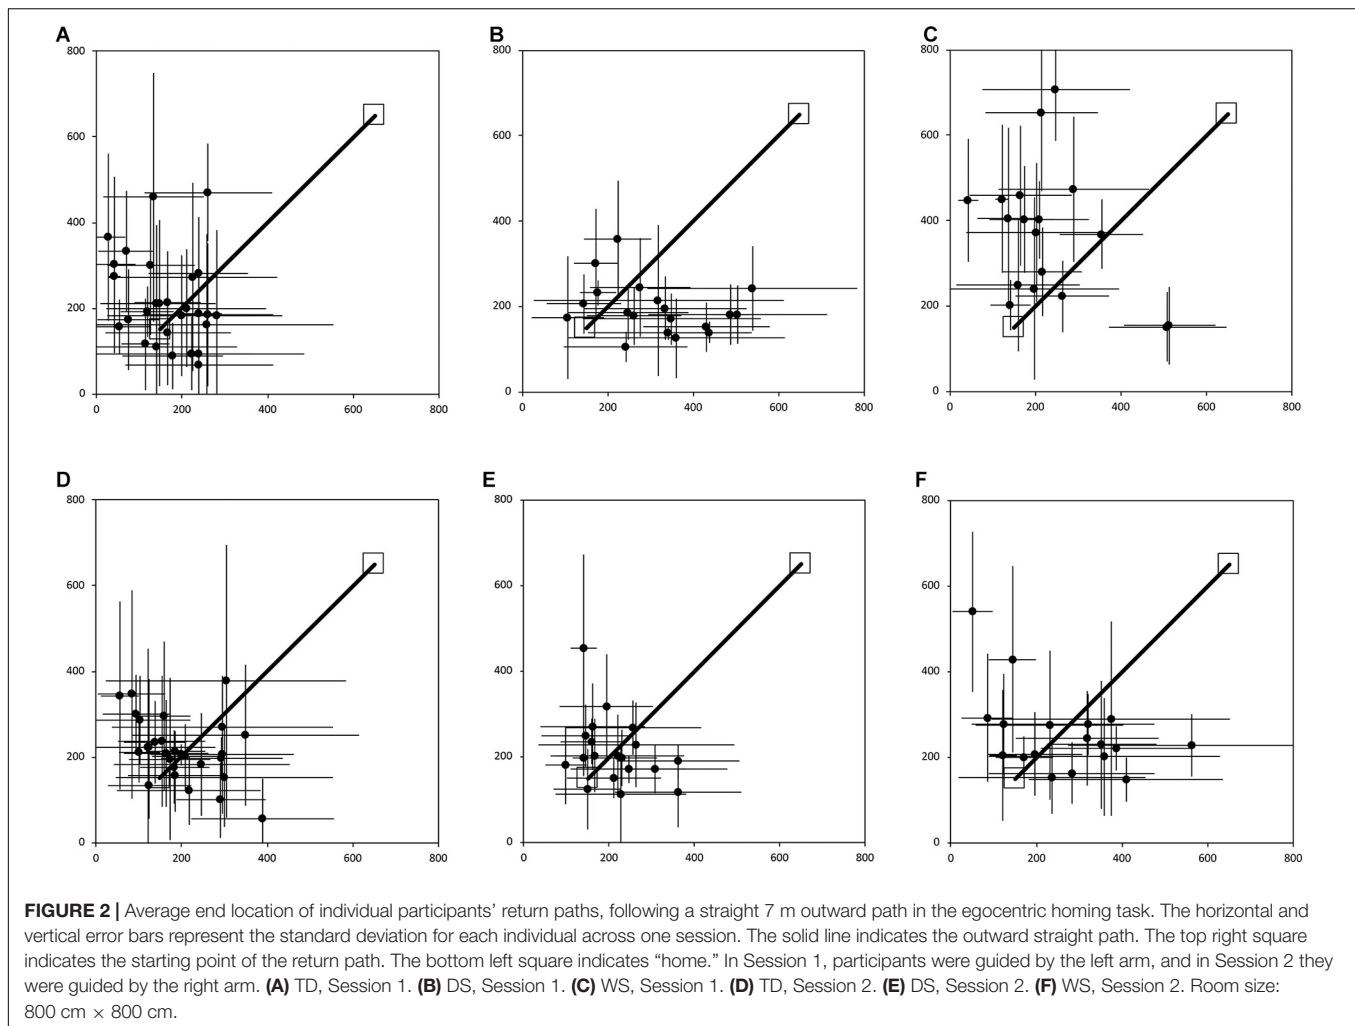 A
B
C
800
600
400
200
0
0 200 400 600 800
800
600
400
200
0
0 200 400 600 800
800
600
400
200
0
0 200 400 600 800
D
E
F
800
600
400
200
0
0 200 400 600 800
800
600
400
200
0
0 200 400 600 800
800
600
400
200
0
0 200 400 600 800
FIGURE 2 | Average end location of individual participants’ return paths, following a straight 7 m outward path in the egocentric homing task. The horizontal and
vertical error bars represent the standard deviation for each individual across one session. The solid line indicates the outward straight path. The top right square
indicates the starting point of the return path. The bottom left square indicates “home.” In Session 1, participants were guided by the left arm, and in Session 2 they
were guided by the right arm. (A) TD, Session 1. (B) DS, Session 1. (C) WS, Session 1. (D) TD, Session 2. (E) DS, Session 2. (F) WS, Session 2. Room size:
800 cm × 800 cm.